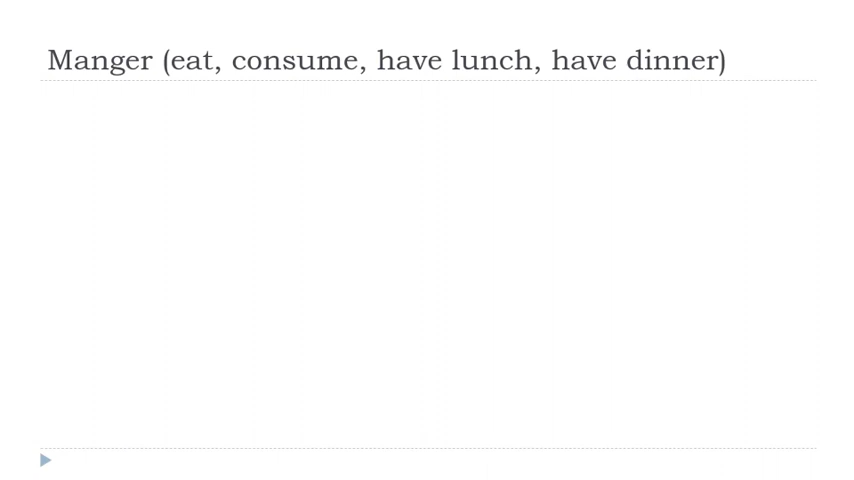 Manger (eat, consume, have lunch, have dinner)